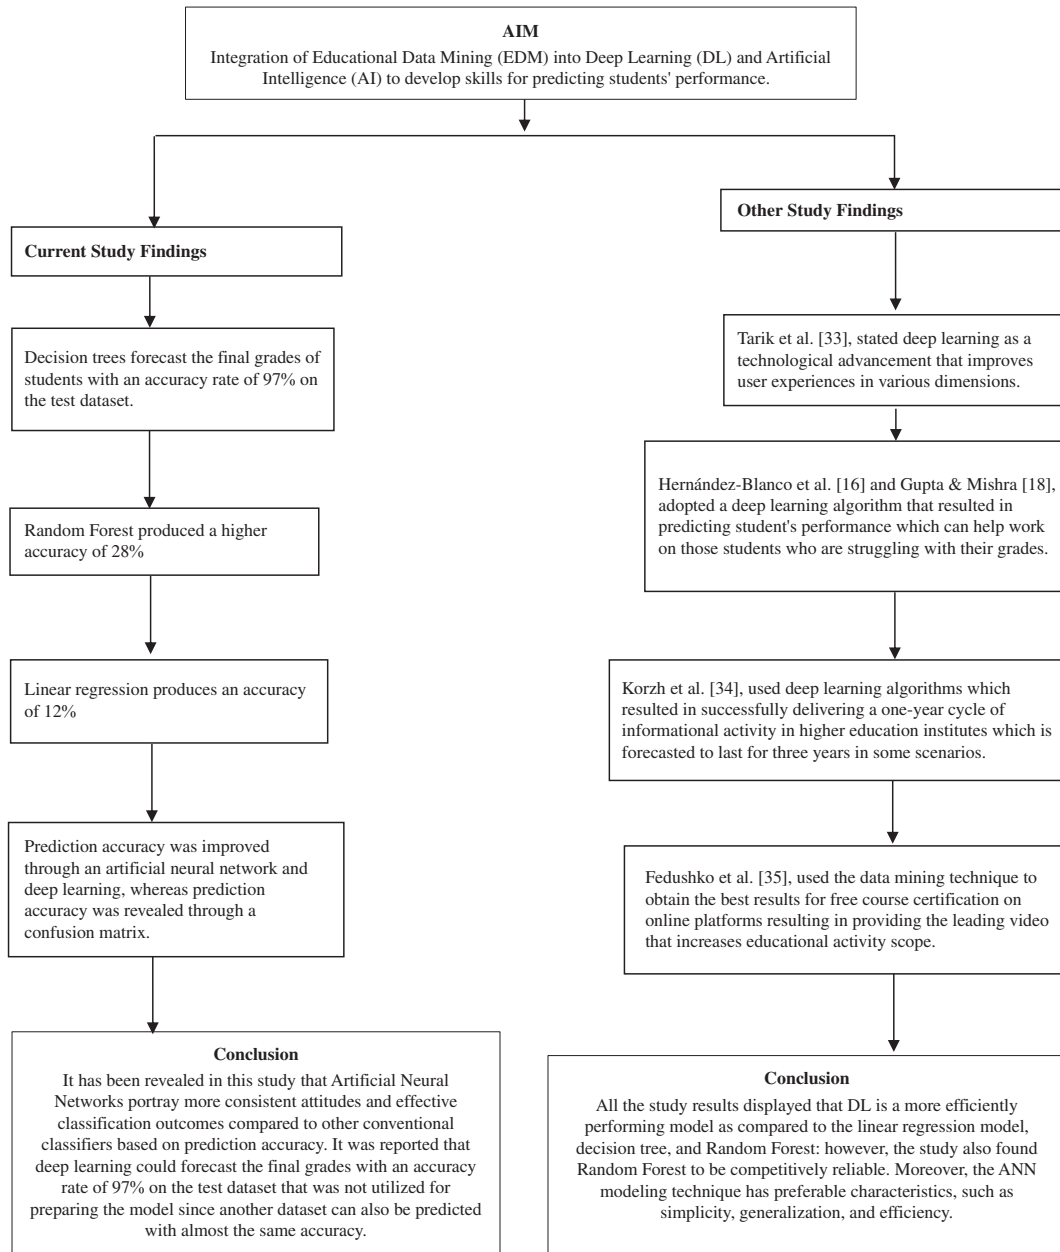 AIM
Integration of Educational Data Mining (EDM) into Deep Learning (DL) and Artificial
Intelligence (AI) to develop skills for predicting students' performance.
Current Study Findings
Decision trees forecast the final grades of
students with an accuracy rate of 97% on
the test dataset.
Random Forest produced a higher
accuracy of 28%
Linear regression produces an accuracy
of 12%
Prediction accuracy was improved
through an artificial neural network and
deep learning, whereas prediction
accuracy was revealed through a
confusion matrix.
Conclusion
It has been revealed in this study that Artificial Neural
Networks portray more consistent attitudes and effective
classification outcomes compared to other conventional
classifiers based on prediction accuracy. It was reported that
deep learning could forecast the final grades with an accuracy
rate of 97% on the test dataset that was not utilized for
preparing the model since another dataset can also be predicted
with almost the same accuracy.
Other Study Findings
Tarik et al. [33], stated deep learning as a
technological advancement that improves
user experiences in various dimensions.
Hernández-Blanco et al. [16] and Gupta & Mishra [18],
adopted a deep learning algorithm that resulted in
predicting student's performance which can help work
on those students who are struggling with their grades.
Korzh et al. [34], used deep learning algorithms which
resulted in successfully delivering a one-year cycle of
informational activity in higher education institutes which is
forecasted to last for three years in some scenarios.
Fedushko et al. [35], used the data mining technique to
obtain the best results for free course certification on
online platforms resulting in providing the leading video
that increases educational activity scope.
Conclusion
All the study results displayed that DL is a more efficiently
performing model as compared to the linear regression model,
decision tree, and Random Forest: however, the study also found
Random Forest to be competitively reliable. Moreover, the ANN
modeling technique has preferable characteristics, such as
simplicity, generalization, and efficiency.